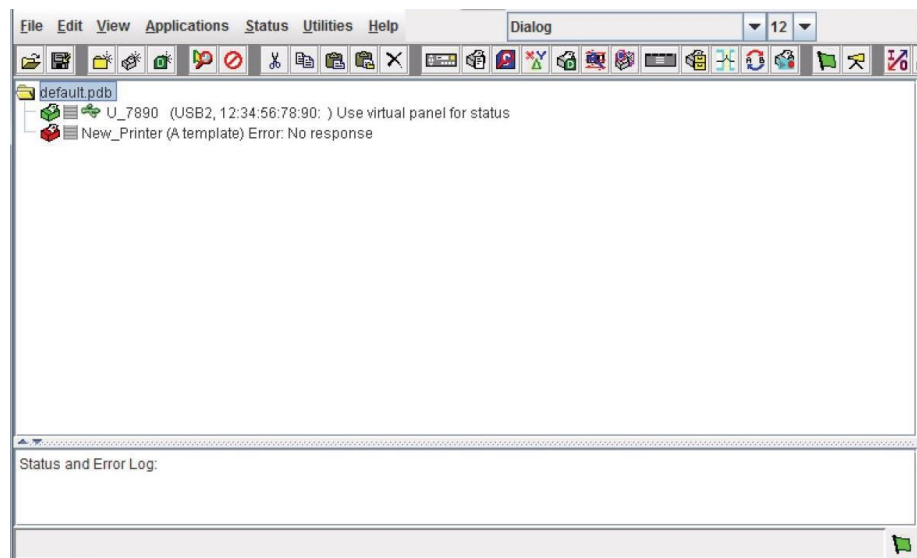 File Edit View Applications Status Utilities Help Dialog 12
default.pdb
U_7890 (USB2, 12:34:56:78:90: ) Use virtual panel for status
New_Printer (A template) Error: No response
Status and Error Log: